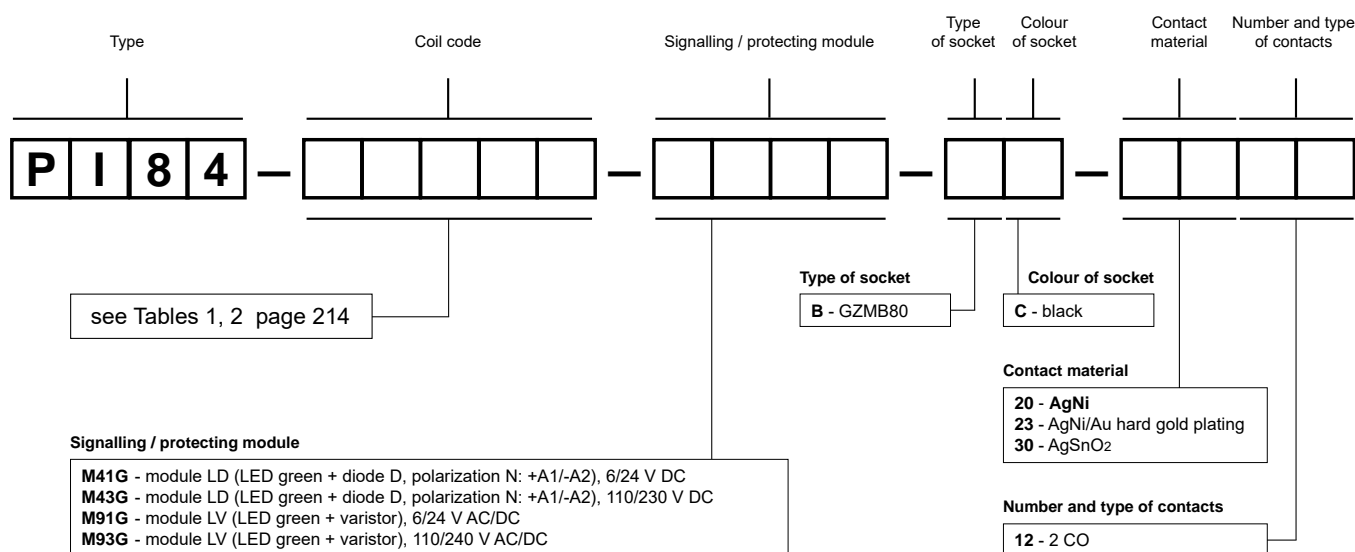 Type
Coil code
Signalling / protecting module
Type
of socket
Colour
of socket
Contact
material
Number and type
of contacts
P I 8 4 – – – –
see Tables 1, 2 page 214
Type of socket
B - GZMB80
Colour of socket
C - black
Contact material
20 - AgNi
23 - AgNi/Au hard gold plating
30 - AgSnO2
Signalling / protecting module
M41G - module LD (LED green + diode D, polarization N: +A1/-A2), 6/24 V DC
M43G - module LD (LED green + diode D, polarization N: +A1/-A2), 110/230 V DC
M91G - module LV (LED green + varistor), 6/24 V AC/DC
M93G - module LV (LED green + varistor), 110/240 V AC/DC
Number and type of contacts
12 - 2 CO